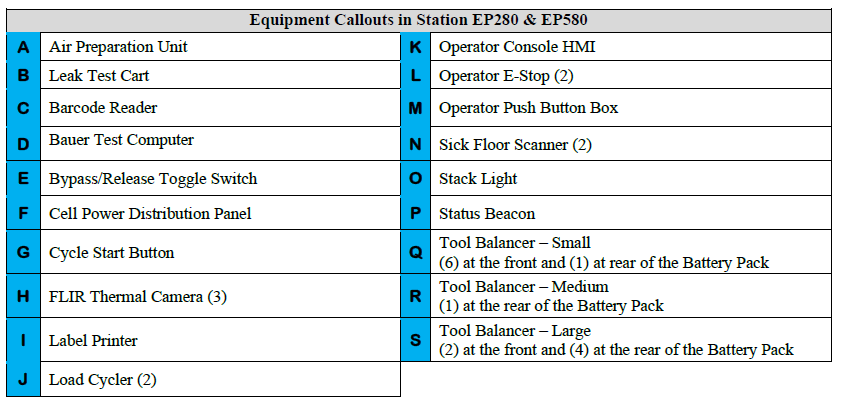 Equipment Callouts in Station EP280 & EP580
A Air Preparation Unit
B Leak Test Cart
C Barcode Reader
D Bauer Test Computer
E Bypass/Release Toggle Switch
F Cell Power Distribution Panel
G Cycle Start Button
H FLIR Thermal Camera (3)
I Label Printer
J Load Cycler (2)
K Operator Console HMI
L Operator E-Stop (2)
M Operator Push Button Box
N Sick Floor Scanner (2)
O Stack Light
P Status Beacon
Q Tool Balancer – Small
(6) at the front and (1) at rear of the Battery Pack
R Tool Balancer – Medium
(1) at the rear of the Battery Pack
S Tool Balancer – Large
(2) at the front and (4) at the rear of the Battery Pack